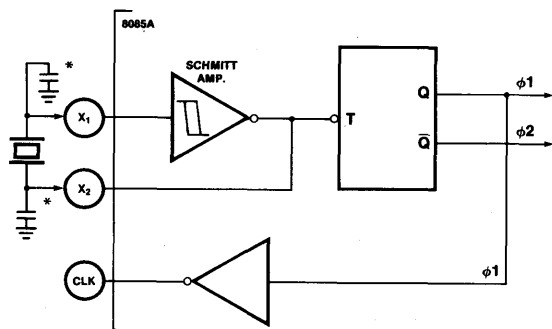 8085A
*
SCHMITT
AMP.
X1
T
Q
ϕ1
Q̅
ϕ2
X2
*
CLK
ϕ1